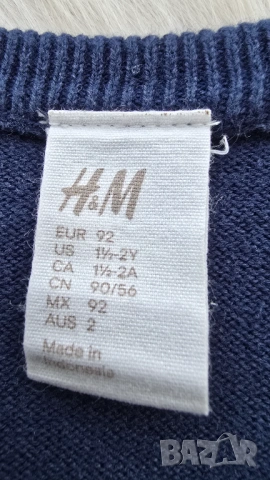 H&M
EUR 92
US 1½-2Y
CA 1½-2A
CN 90/56
MX 92
AUS 2
Made in
Indonesia
BAZAR